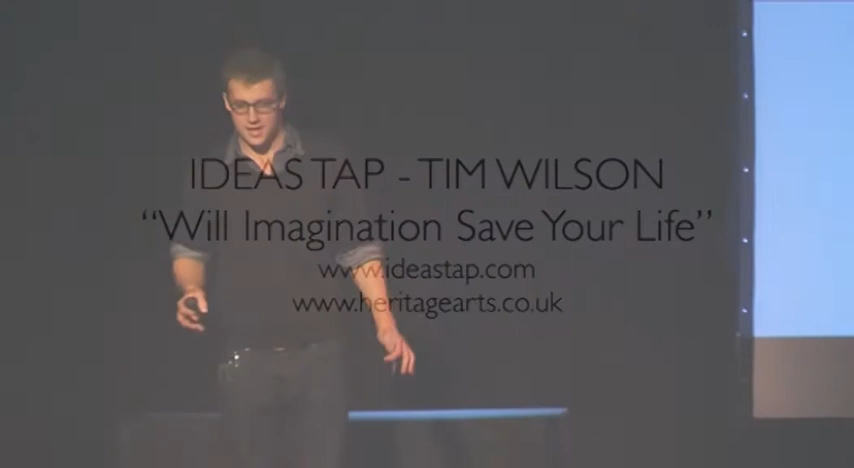 IDEAS TAP - TIM WILSON
“Will Imagination Save Your Life”
www.ideastap.com
www.heritagearts.co.uk